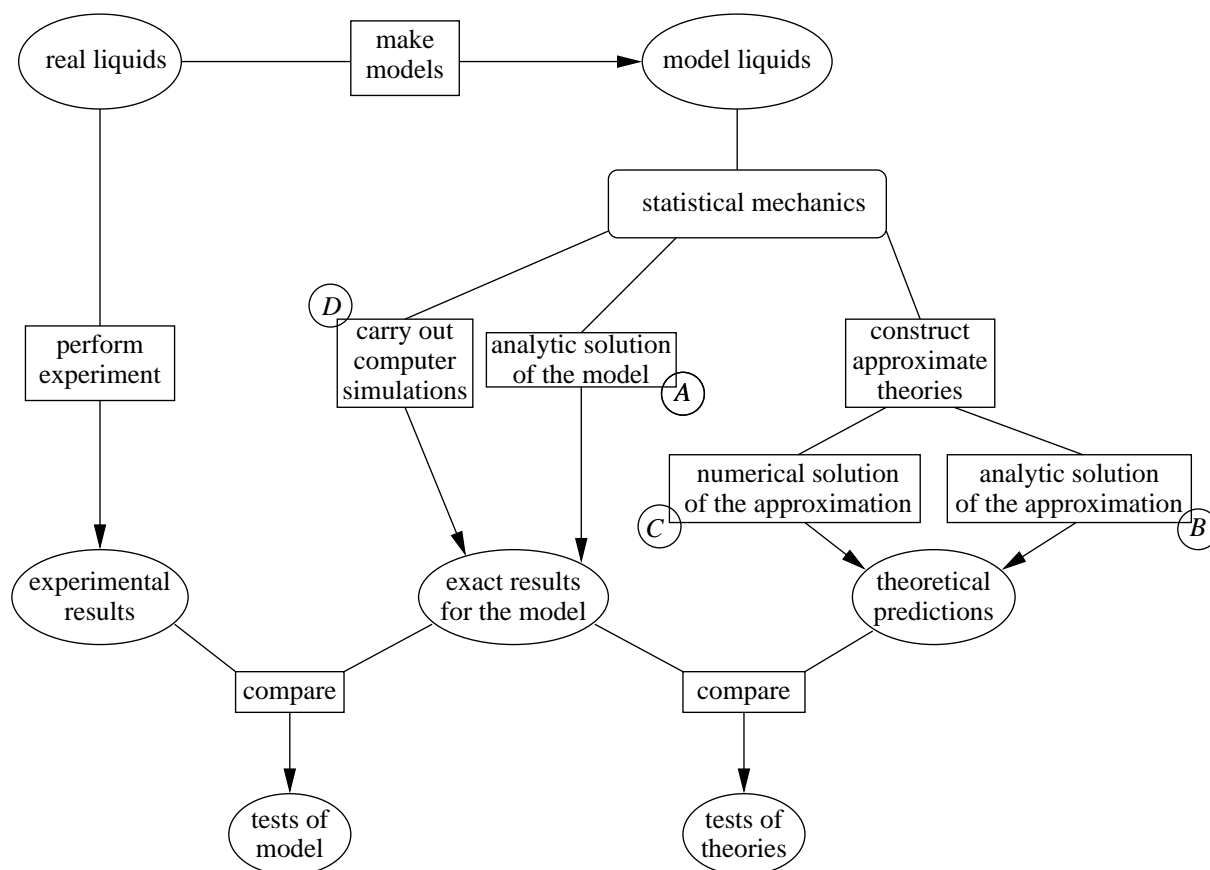 real liquids
make
models
model liquids
statistical mechanics
D
carry out
computer
simulations
analytic solution
of the model
A
perform
experiment
construct
approximate
theories
numerical solution
of the approximation
C
analytic solution
of the approximation
B
experimental
results
exact results
for the model
theoretical
predictions
compare
compare
tests of
model
tests of
theories